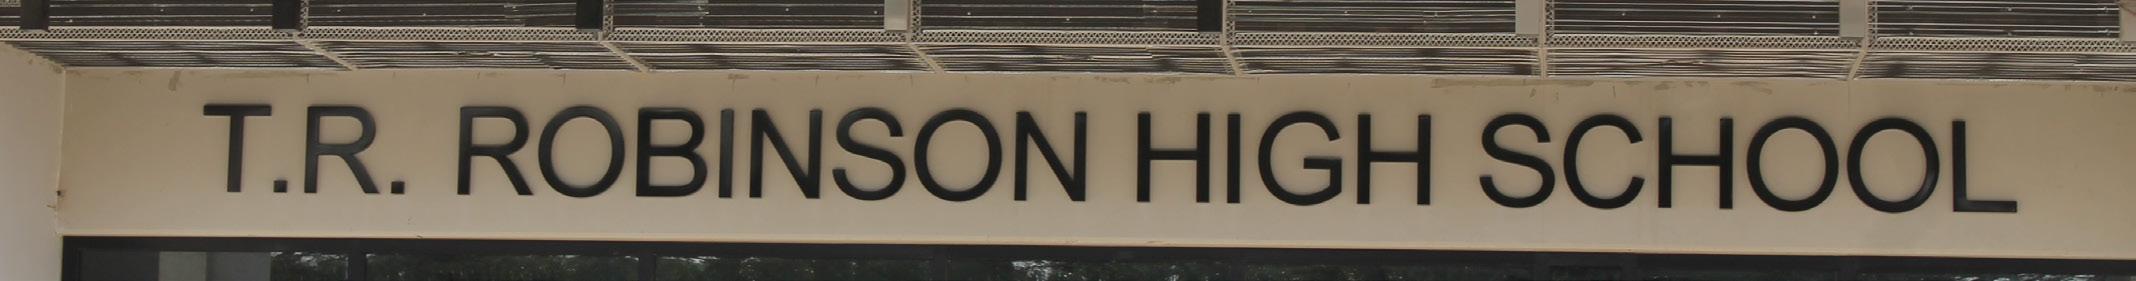 T.R. ROBINSON HIGH SCHOOL